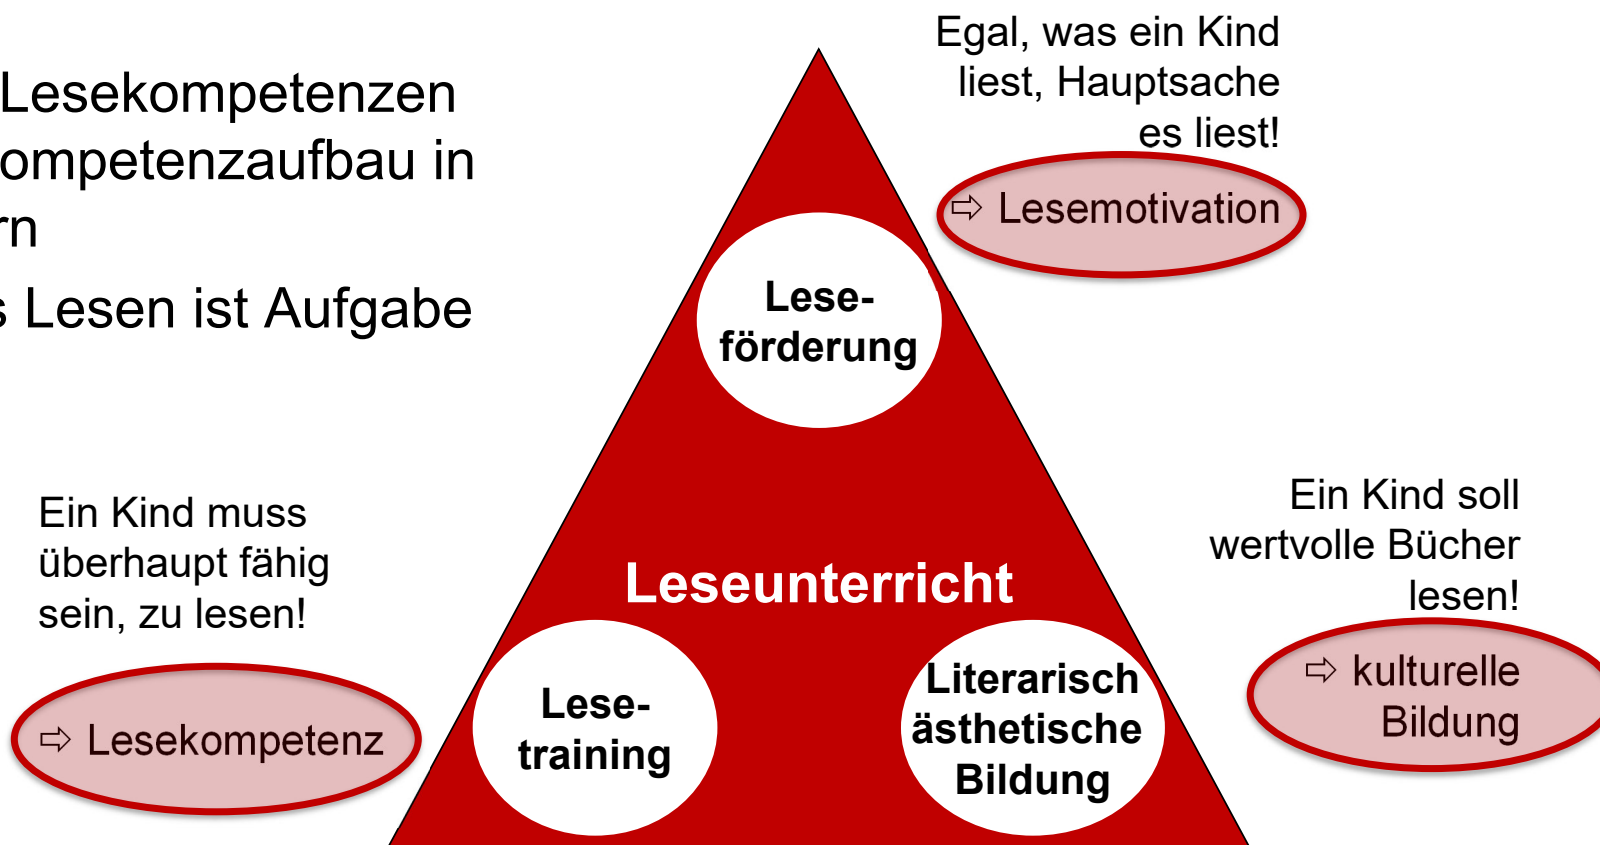 Lesekompetenzen
ompetenzaufbau in
rn
s Lesen ist Aufgabe
Egal, was ein Kind
liest, Hauptsache
es liest!
⇨ Lesemotivation
Lese-
förderung
Ein Kind muss
überhaupt fähig
sein, zu lesen!
⇨ Lesekompetenz
Leseunterricht
Lese-
training
Literarisch
ästhetische
Bildung
Ein Kind soll
wertvolle Bücher
lesen!
⇨ kulturelle
Bildung